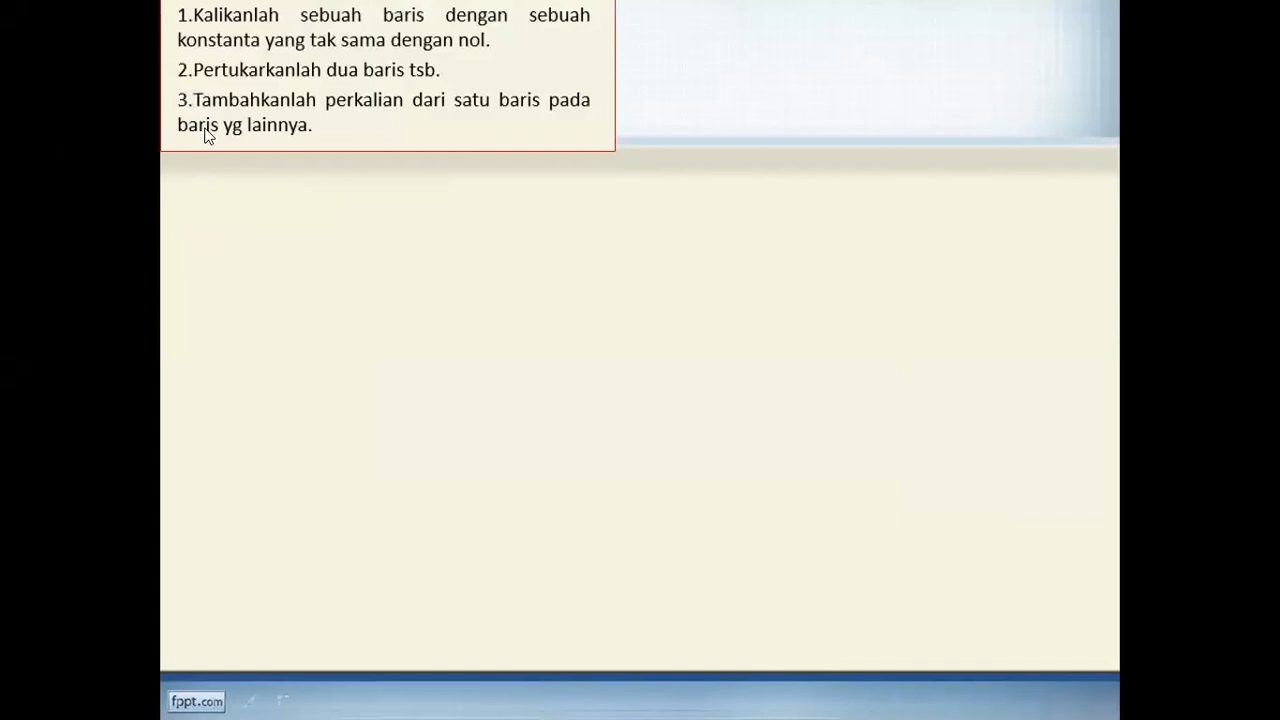 1.Kalikanlah sebuah baris dengan sebuah
konstanta yang tak sama dengan nol.
2.Pertukarkanlah dua baris tsb.
3.Tambahkanlah perkalian dari satu baris pada
baris yg lainnya.
fppt.com